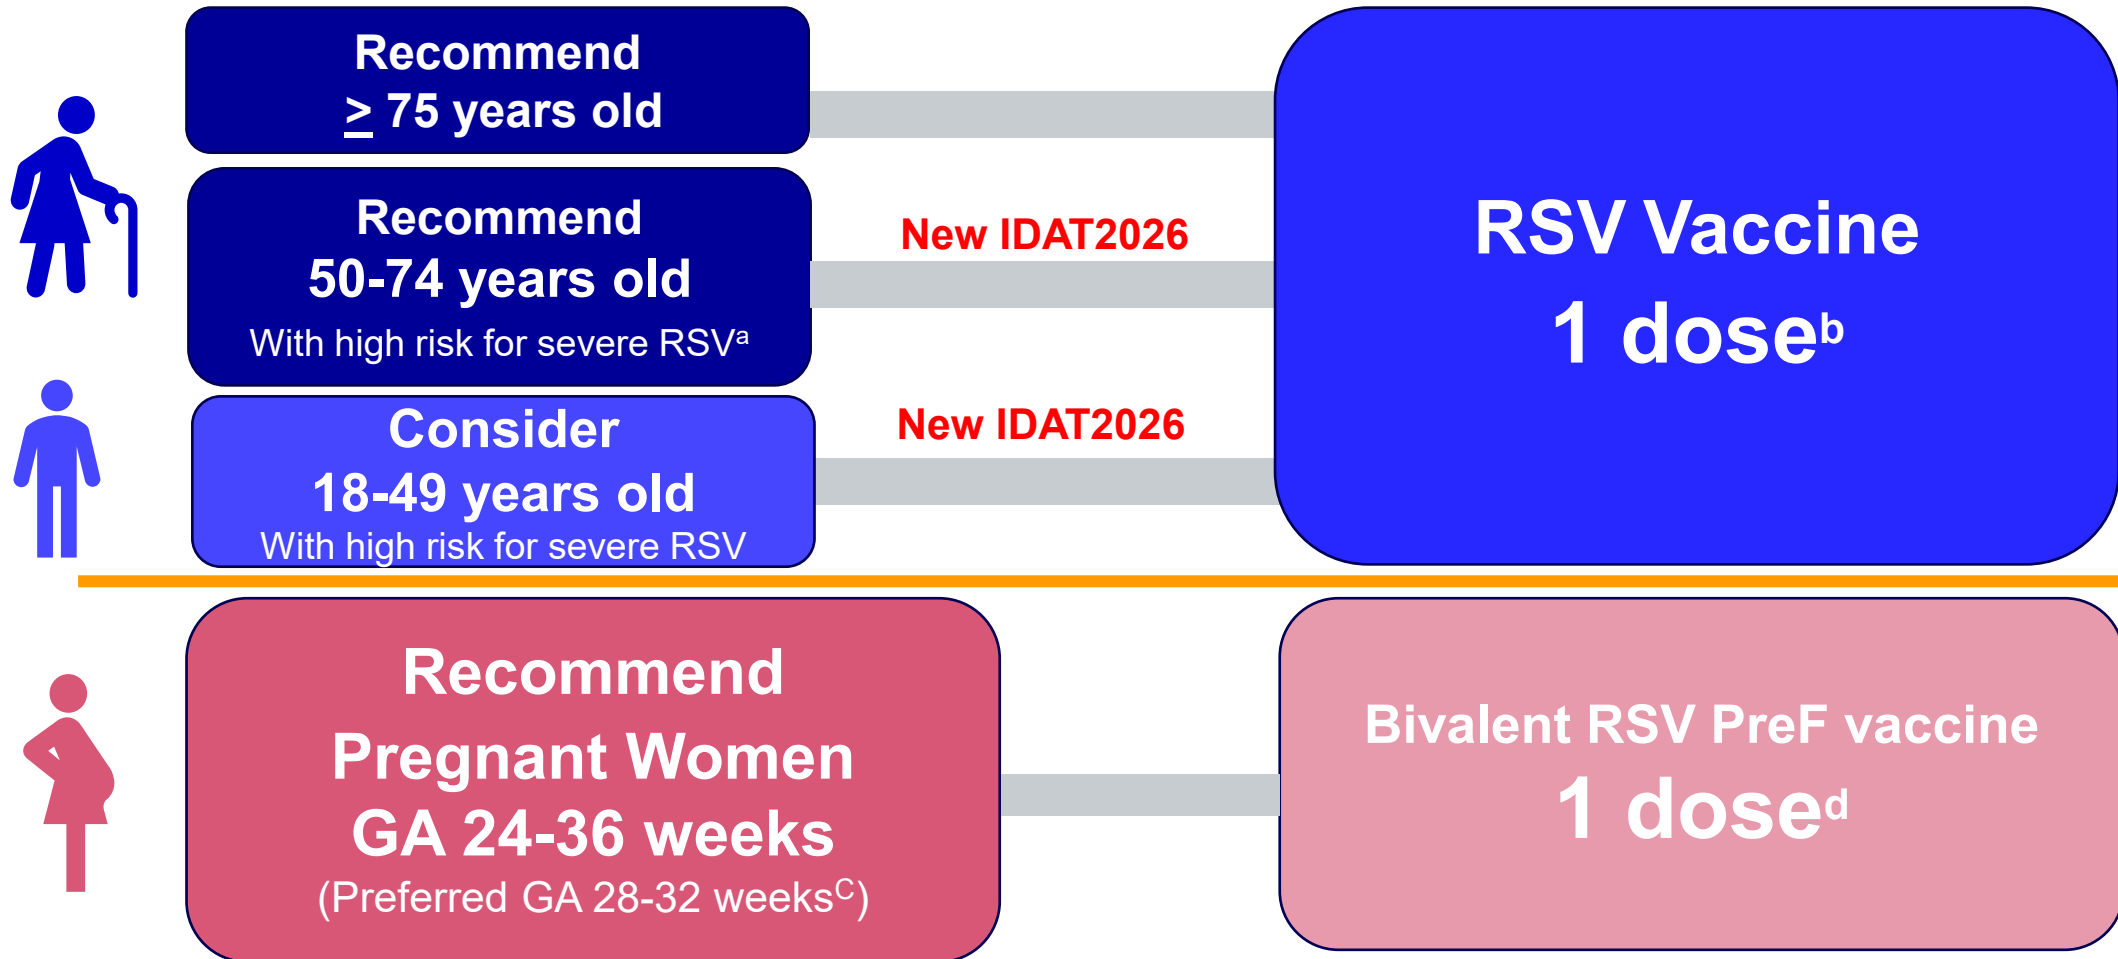 Recommend
≥ 75 years old
Recommend
50-74 years old
With high risk for severe RSVᵃ
New IDAT2026
Consider
18-49 years old
With high risk for severe RSV
New IDAT2026
RSV Vaccine
1 doseᵇ
Recommend
Pregnant Women
GA 24-36 weeks
(Preferred GA 28-32 weeksᶜ)
Bivalent RSV PreF vaccine
1 doseᵈ